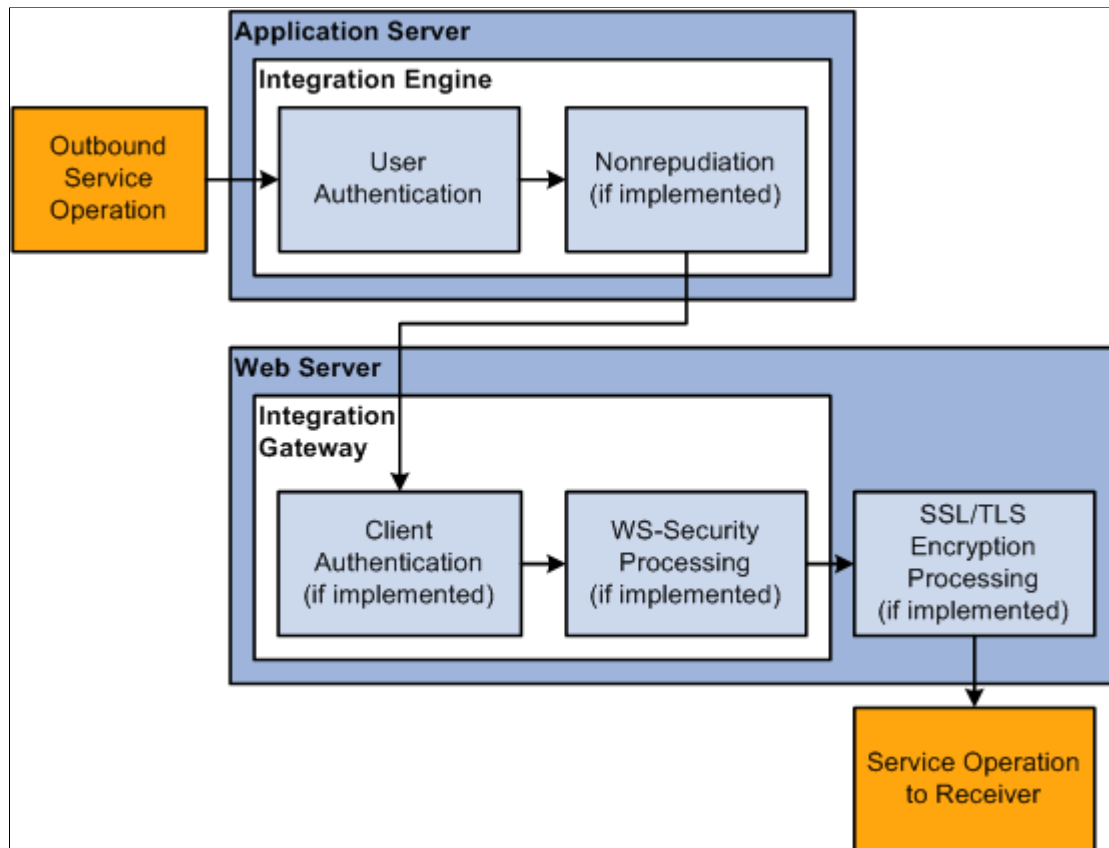 Application Server
Integration Engine
Outbound
Service
Operation
User
Authentication
Nonrepudiation
(if implemented)
Web Server
Integration
Gateway
Client
Authentication
(if implemented)
WS-Security
Processing
(if implemented)
SSL/TLS
Encryption
Processing
(if implemented)
Service Operation
to Receiver